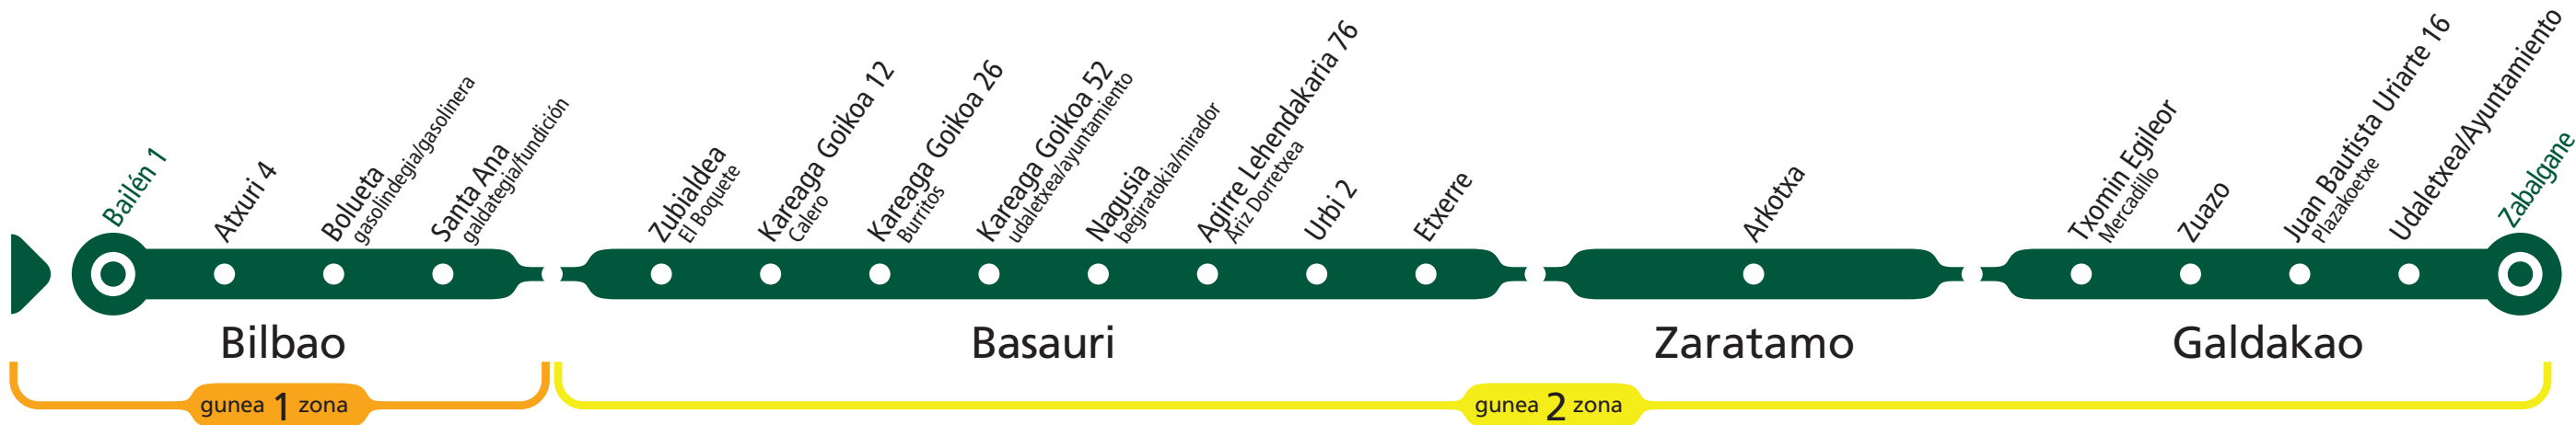 Bailén 1
Atxuri 4
Bolueta
gasolindegia/gasolinera
Santa Ana
galdategia/fundición
Zubialdea
El Boquete
Kareaga Goikoa 12
Calero
Kareaga Goikoa 26
Burritos
Kareaga Goikoa 52
udaletxea/ayuntamiento
Nagusia
begiratokia/mirador
Agirre Lehendakaria 76
Ariz Dorretxea
Urbi 2
Etxerre
Arkotxa
Txomin Egileor
Mercadillo
Zuazo
Juan Bautista Uriarte 16
Plazakoetxe
Udaletxea/Ayuntamiento
Zabalgane
Bilbao
Basauri
Zaratamo
Galdakao
gunea 1 zona
gunea 2 zona